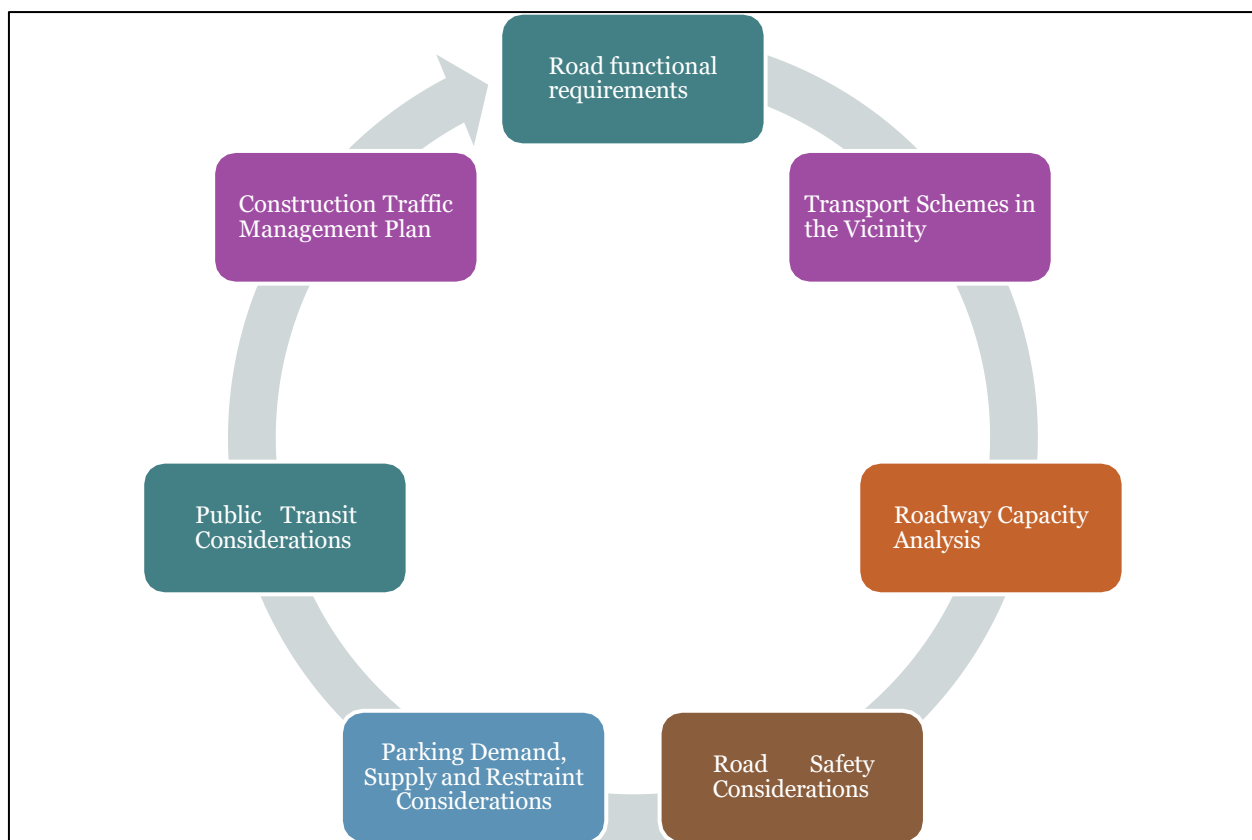 Road functional
requirements
Transport Schemes in
the Vicinity
Roadway Capacity
Analysis
Road Safety
Considerations
Parking Demand,
Supply and Restraint
Considerations
Public Transit
Considerations
Construction Traffic
Management Plan